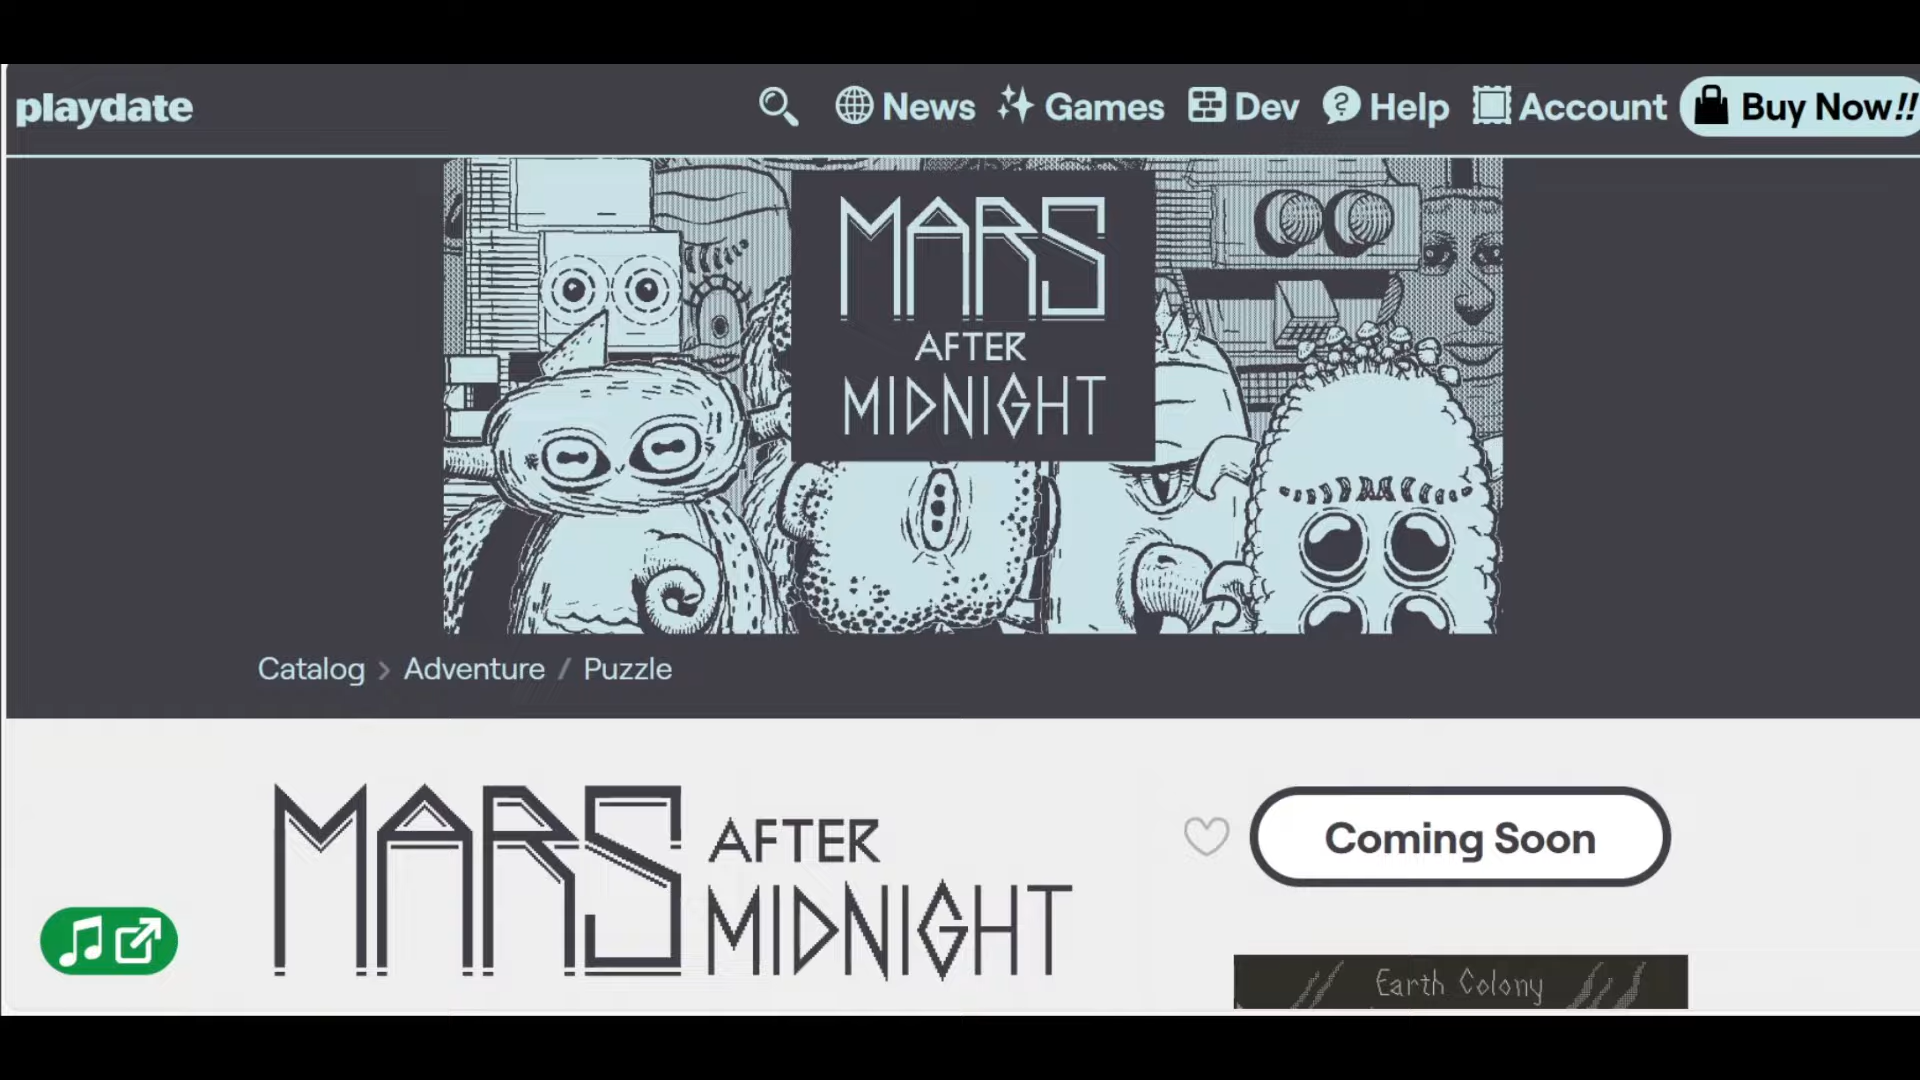 playdate
News Games Dev Help Account Buy Now!!
MARS
AFTER
MIDNIGHT
Catalog > Adventure / Puzzle
MARS AFTER MIDNIGHT
Coming Soon
Earth Colony